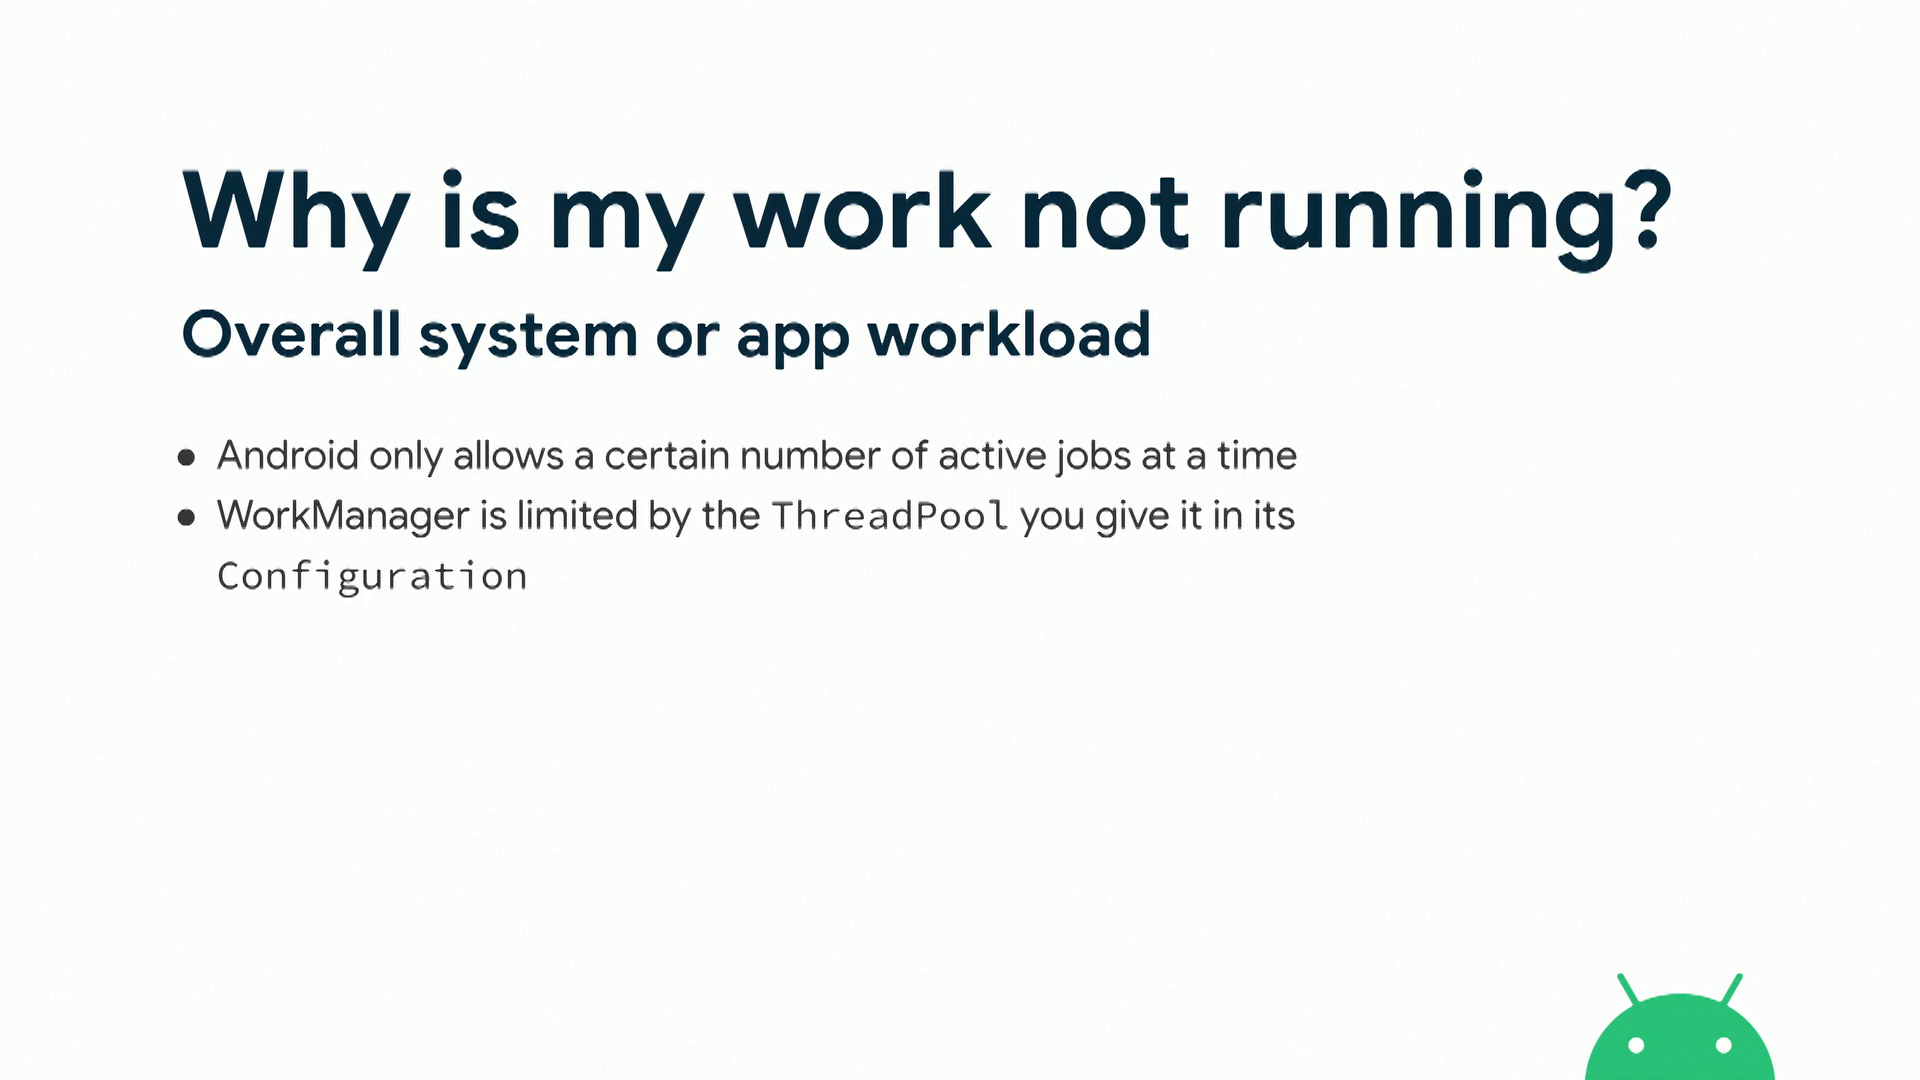 Why is my work not running?
Overall system or app workload
● Android only allows a certain number of active jobs at a time
● WorkManager is limited by the ThreadPool you give it in its
Configuration